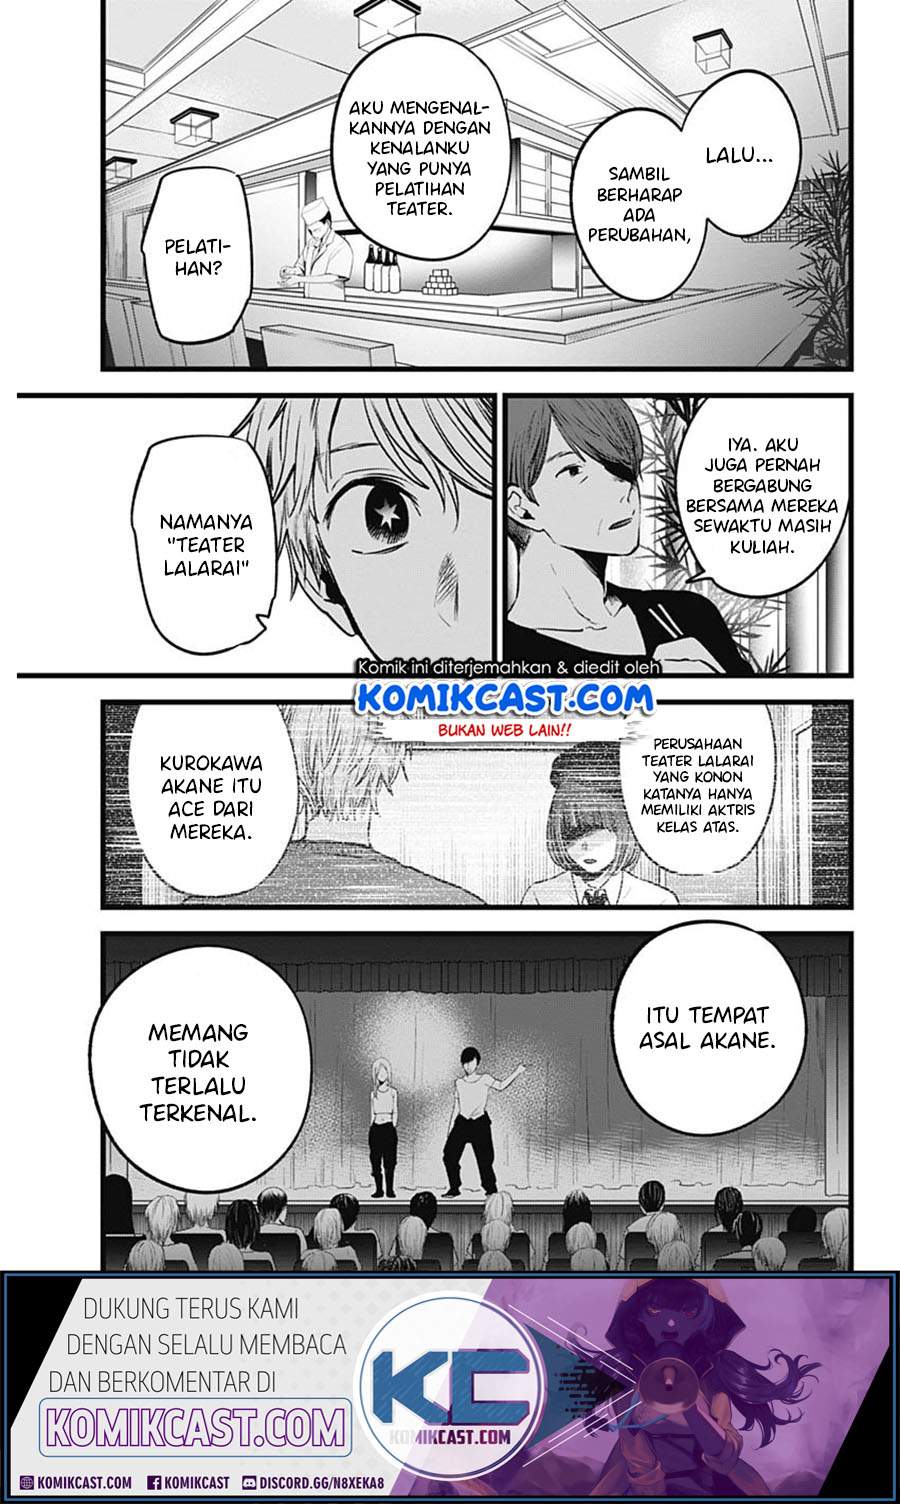 LALU...
SAMBIL
BERHARAP
ADA
PERUBAHAN,
AKU MENGENAL-
KANNYA DENGAN
KENALANKU
YANG PUNYA
PELATIHAN
TEATER.
PELATI-
HAN?
IYA. AKU
JUGA PERNAH
BERGABUNG
BERSAMA MEREKA
SEWAKTU MASIH
KULIAH.
NAMANYA
"TEATER
LALARAI"
Komik ini diterjemahkan & diedit oleh
KOMIKCAST.COM
BUKAN WEB LAIN!!
PERUSAHAAN
TEATER LALARAI
YANG KONON
KATANYA HANYA
MEMILIKI AKTRIS
KELAS ATAS.
KUROKAWA
AKANE ITU
ACE DARI
MEREKA.
ITU TEMPAT
ASAL AKANE.
MEMANG
TIDAK
TERLALU
TERKENAL.
DUKUNG TERUS KAMI
DENGAN SELALU MEMBACA
DAN BERKOMENTAR DI
KOMIKCAST.COM
KC
KOMIKCAST.COM
KOMIKCAST.COM KOMIKCAST DISCORD.GG/N8XEKA8